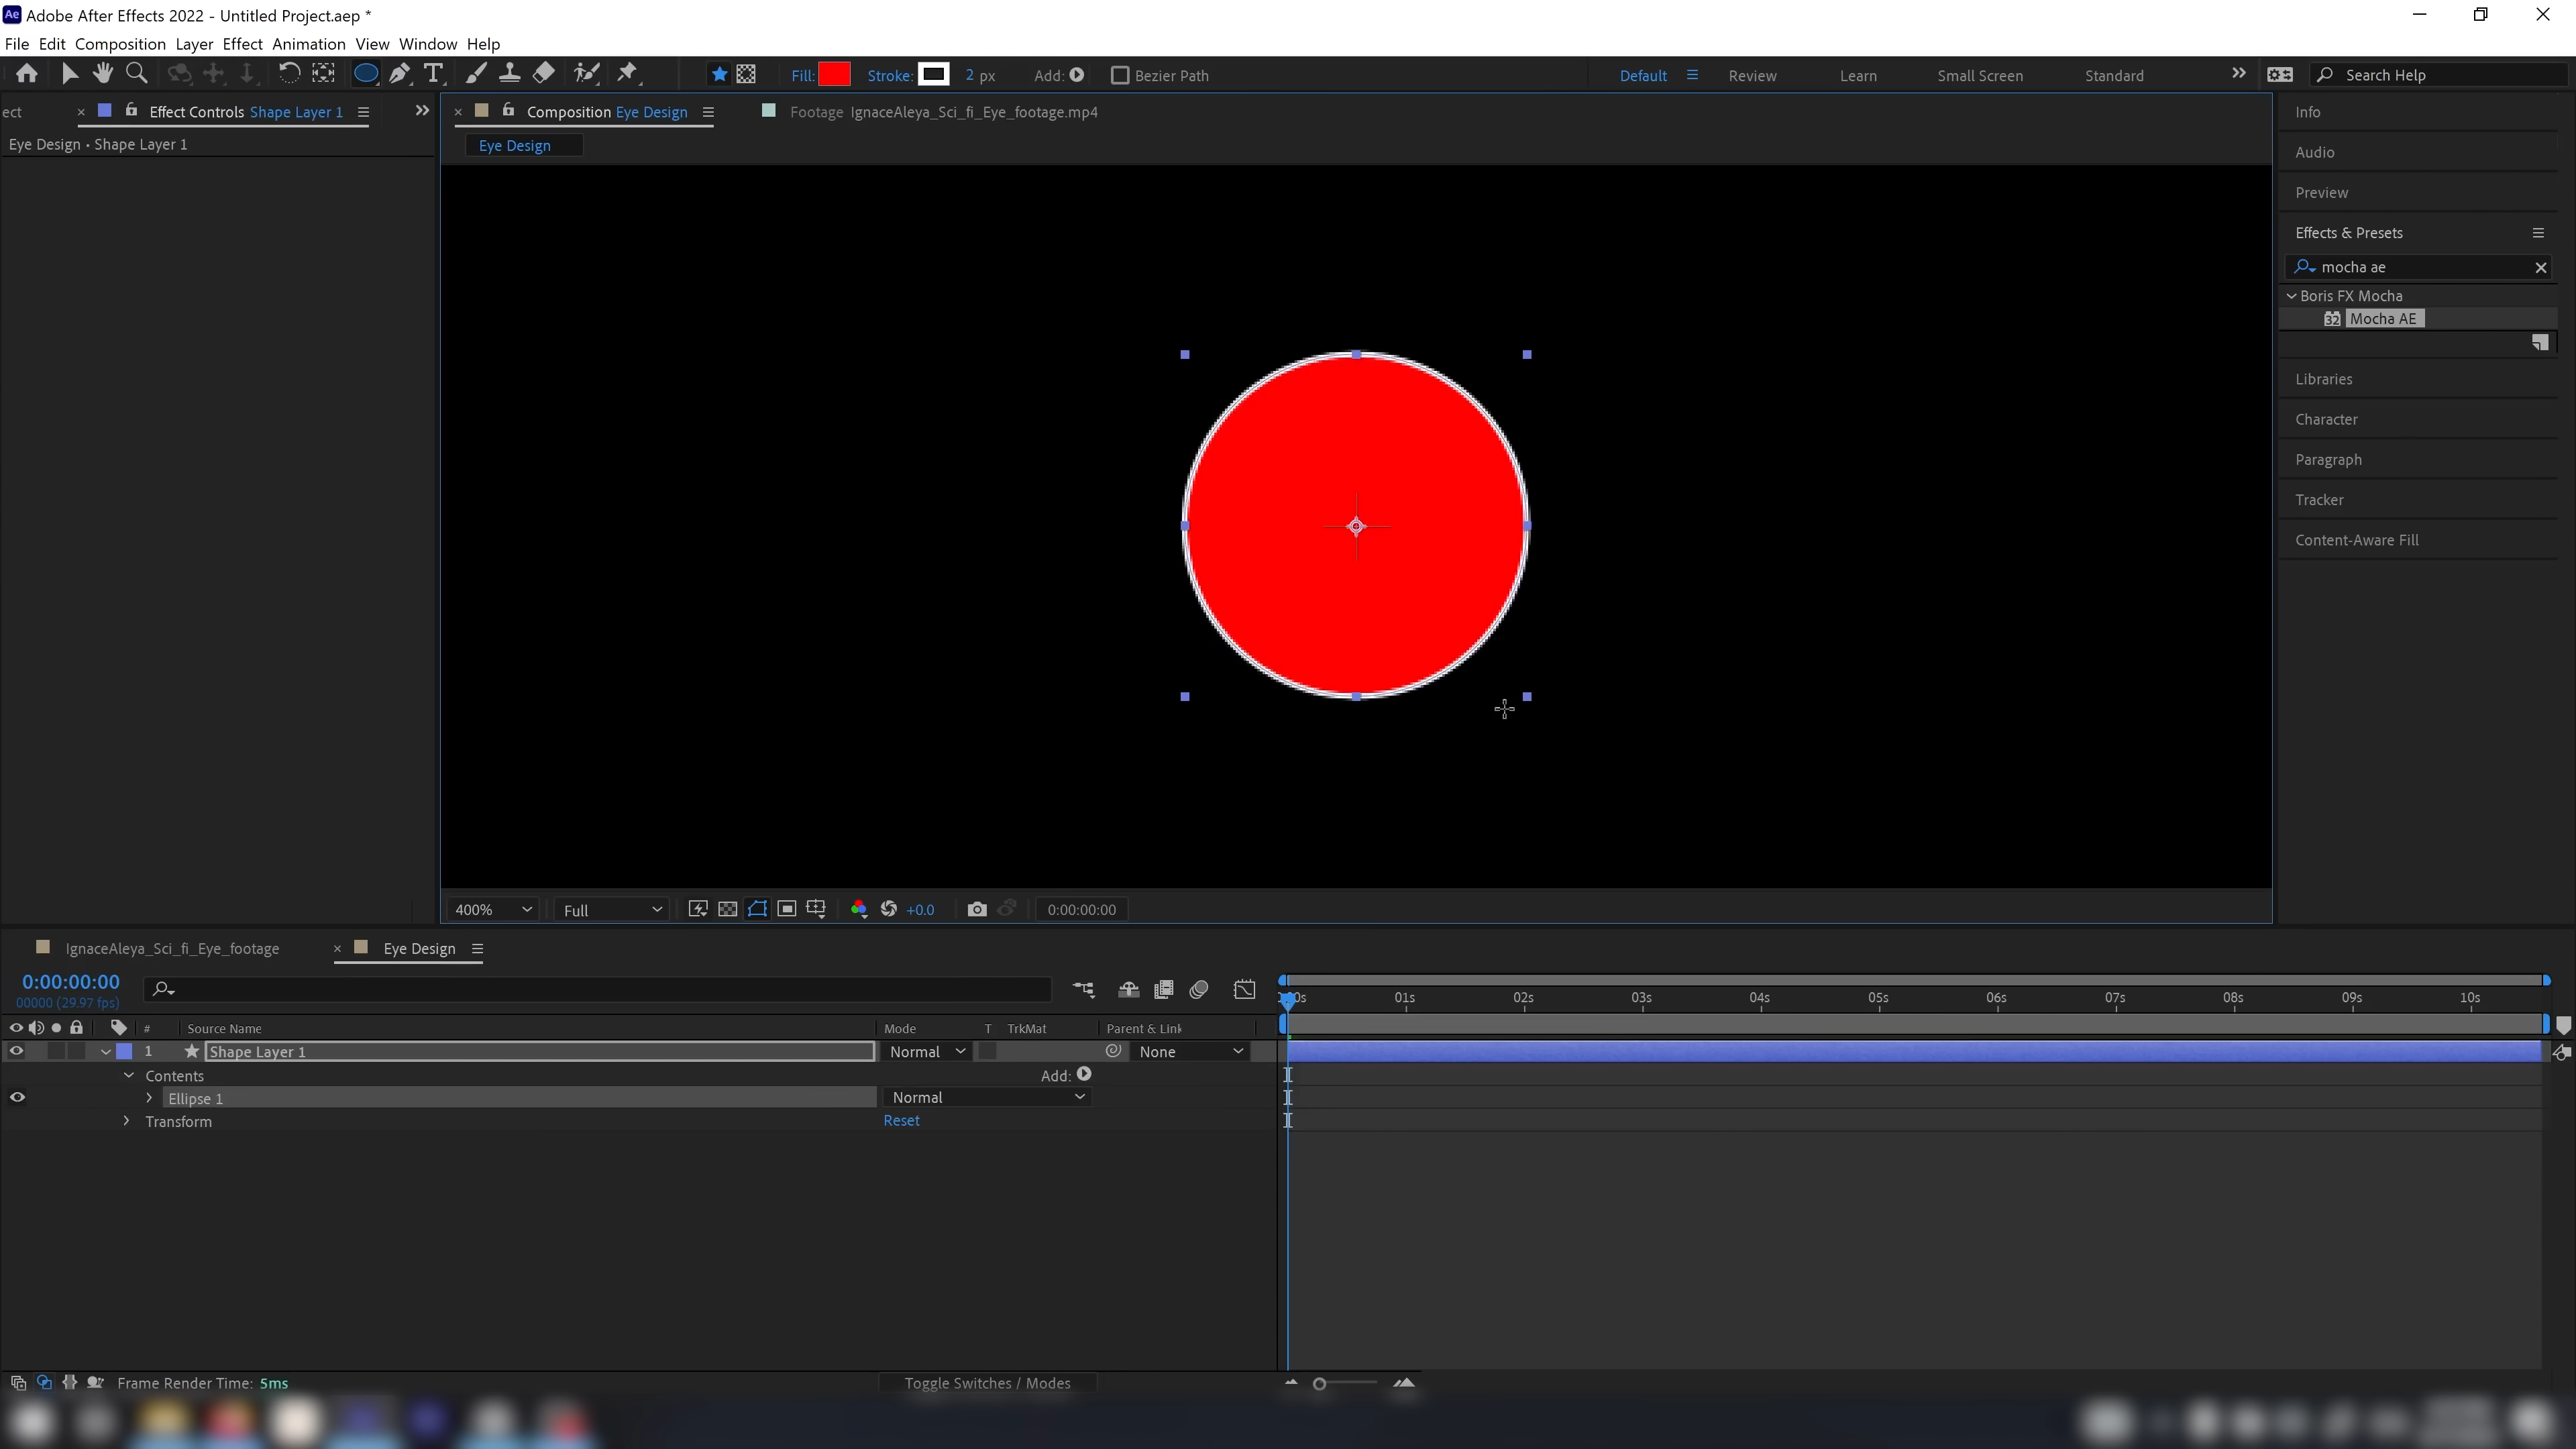 Adobe After Effects 2022 - Untitled Project.aep *
File Edit Composition Layer Effect Animation View Window Help
Fill: Stroke: 2 px Add: Bezier Path Default Review Learn Small Screen Standard Search Help
ect × Effect Controls Shape Layer 1
Eye Design • Shape Layer 1
× Composition Eye Design Footage IgnaceAleya_Sci_fi_Eye_footage.mp4
Eye Design
Info
Audio
Preview
Effects & Presets
mocha ae
Boris FX Mocha
32 Mocha AE
Libraries
Character
Paragraph
Tracker
Content-Aware Fill
400% Full +0.0 0:00:00:00
IgnaceAleya_Sci_fi_Eye_footage × Eye Design
0:00:00:00
00000 (29.97 fps)
01s 02s 03s 04s 05s 06s 07s 08s 09s 10s
# Source Name Mode T TrkMat Parent & Link
1 Shape Layer 1 Normal None
Contents Add:
Ellipse 1 Normal
Transform Reset
Frame Render Time: 5ms Toggle Switches / Modes